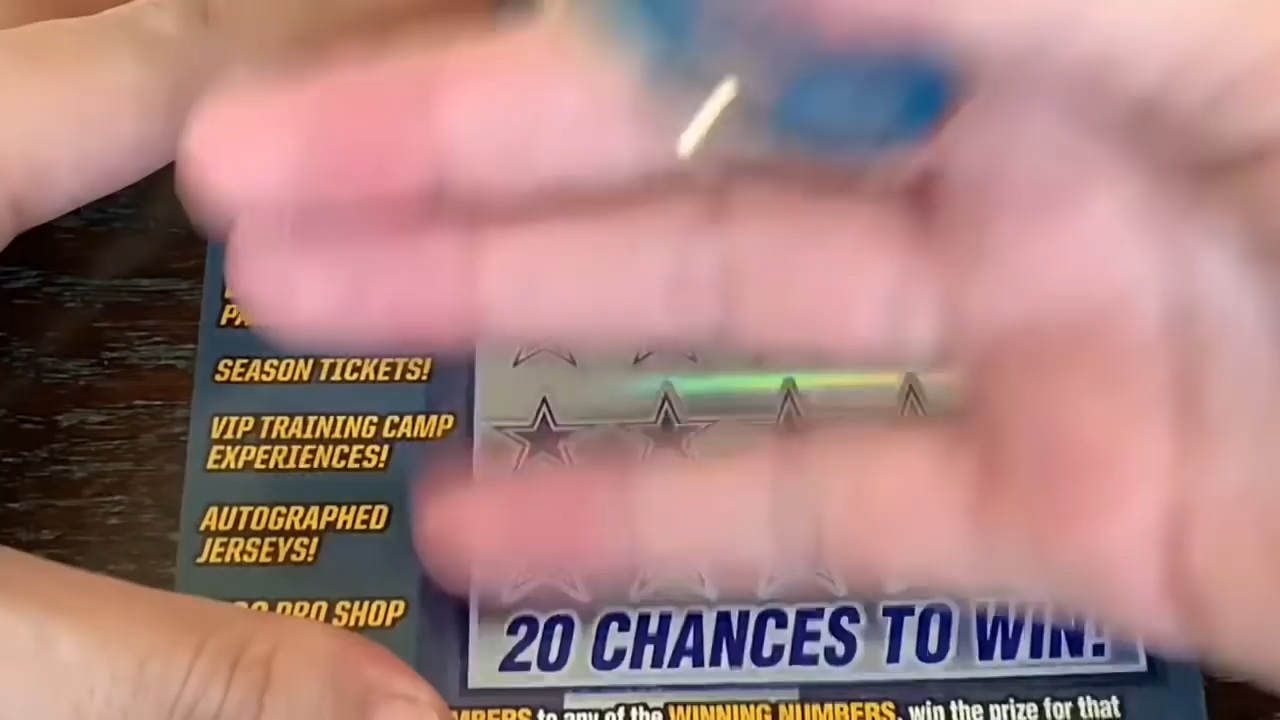 SEASON TICKETS!
VIP TRAINING CAMP
EXPERIENCES!
AUTOGRAPHED
JERSEYS!
PRO SHOP
20 CHANCES TO WIN!
to any of the WINNING NUMBERS, win the prize for that